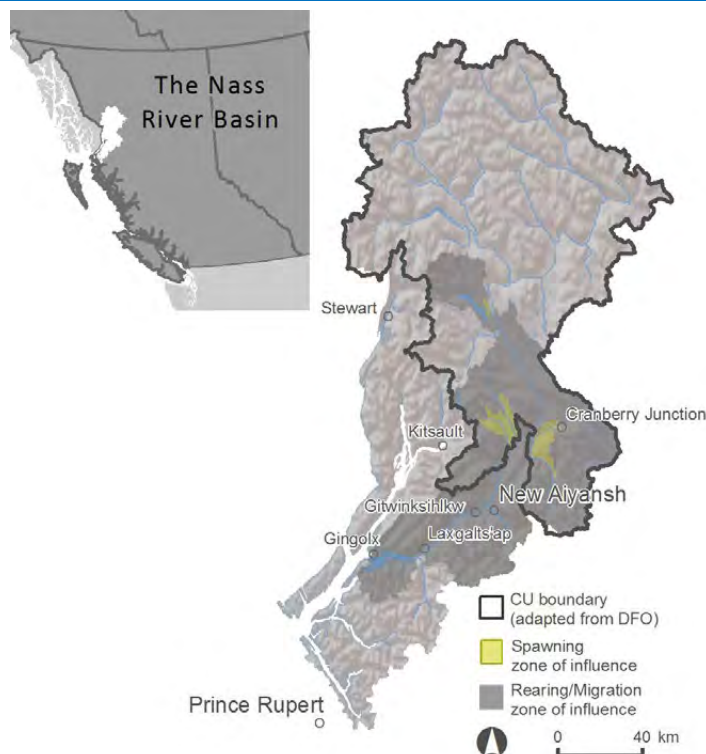 The Nass
River Basin
Stewart
Cranberry Junction
Kitsault
New Aiyansh
Gitwinksihlkw
Laxgalts'ap
Gingolx
CU boundary
(adapted from DFO)
Spawning
zone of influence
Rearing/Migration
zone of influence
Prince Rupert
0 40 km